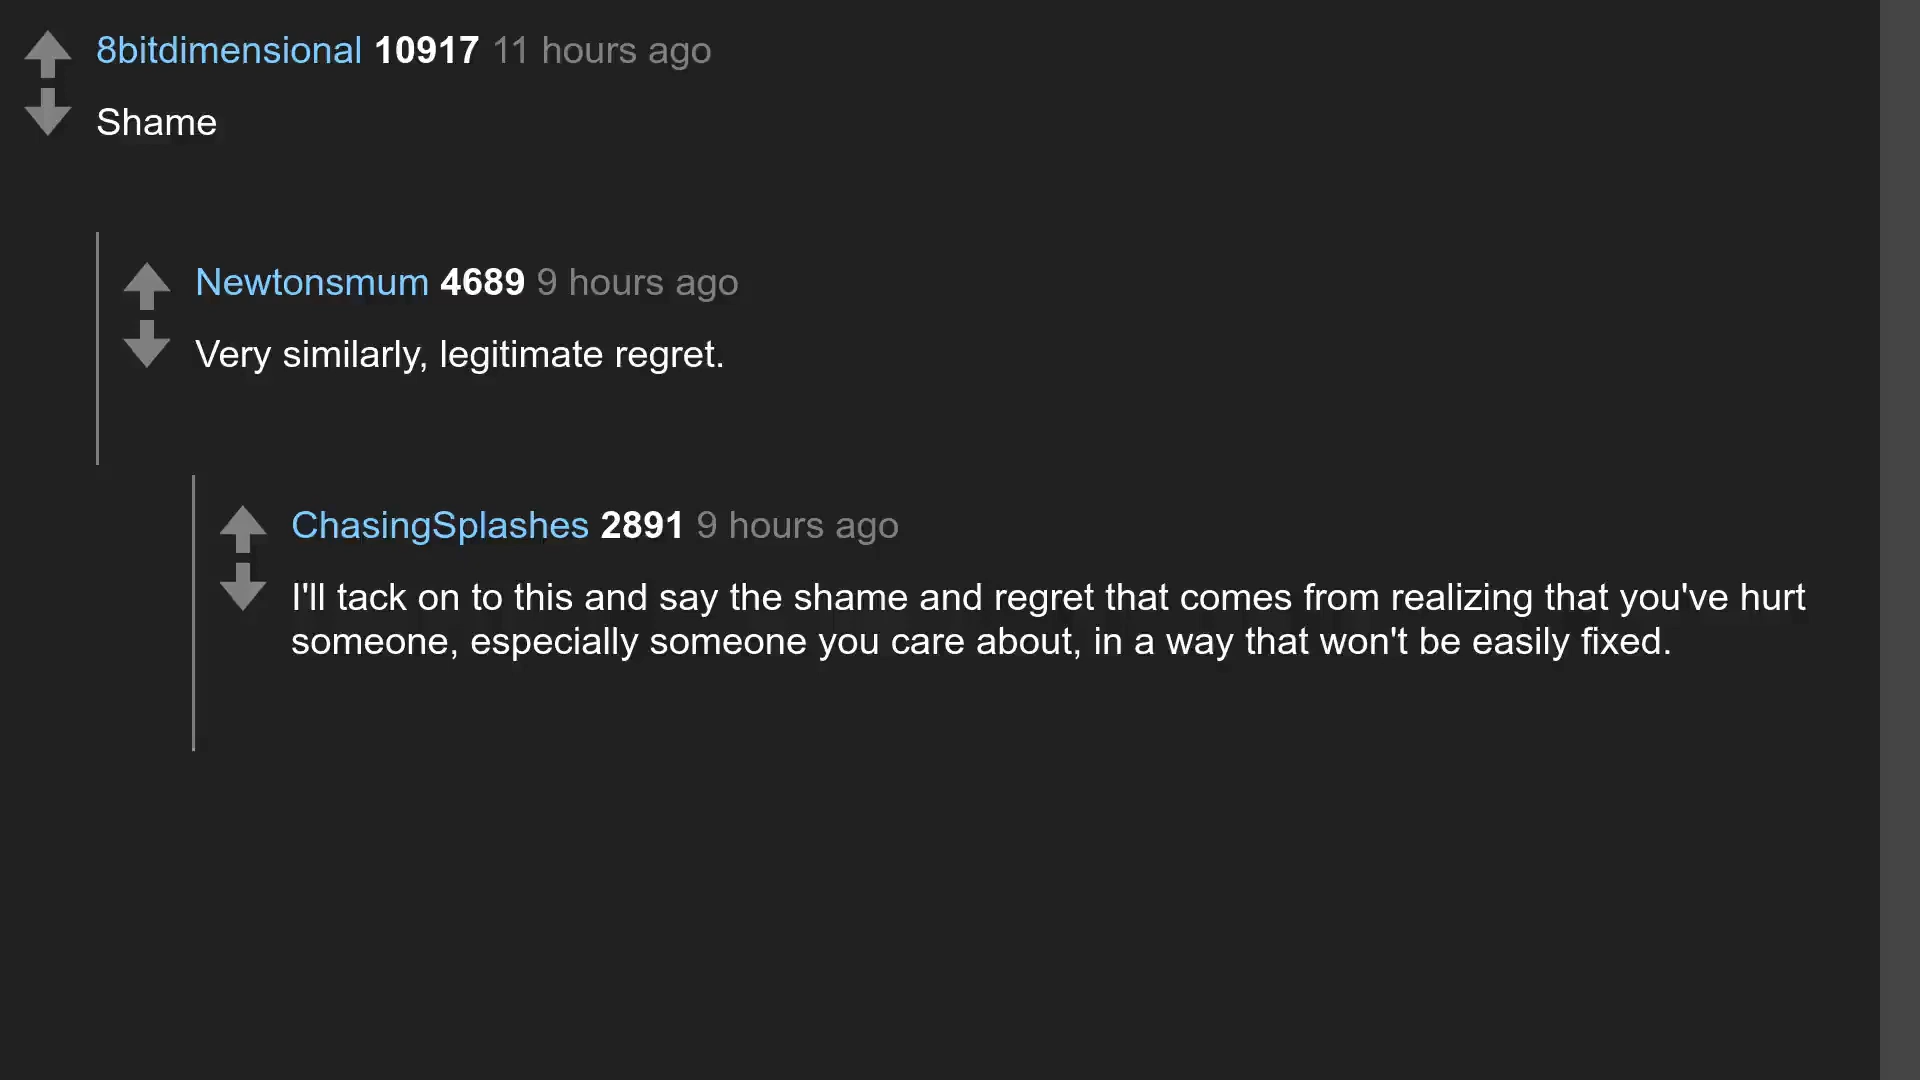 8bitdimensional 10917 11 hours ago
Shame
Newtonsmum 4689 9 hours ago
Very similarly, legitimate regret.
ChasingSplashes 2891 9 hours ago
I'll tack on to this and say the shame and regret that comes from realizing that you've hurt
someone, especially someone you care about, in a way that won't be easily fixed.